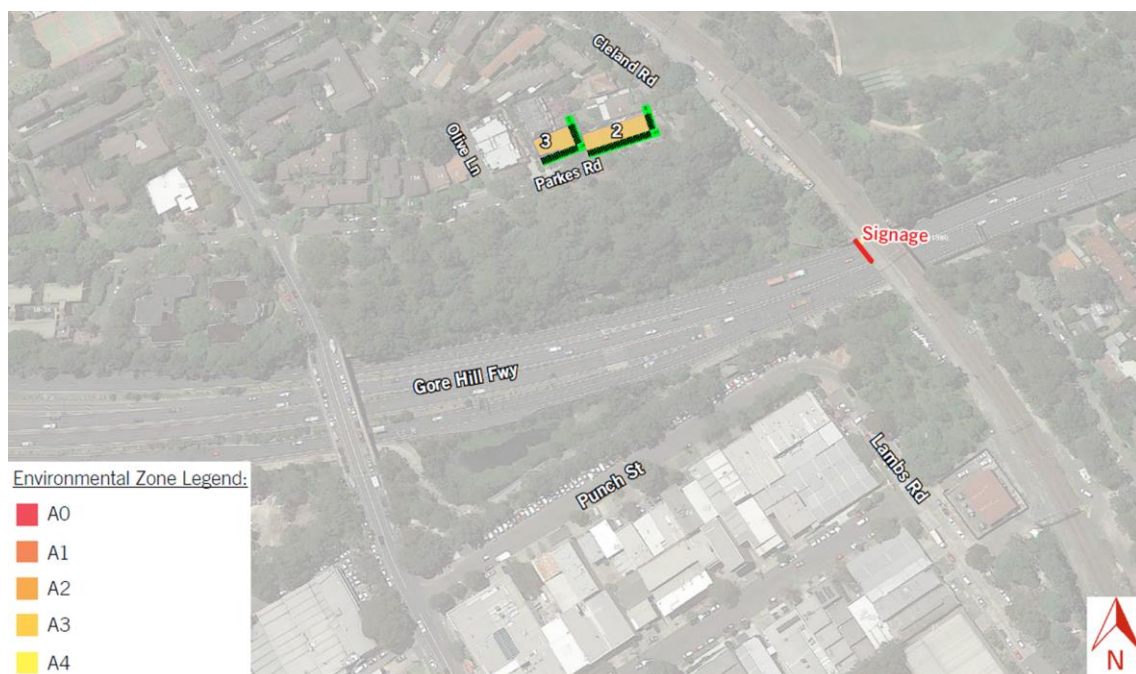 Cleland Rd
3
2
Olive Ln
Parkes Rd
Signage
Gore Hill Fwy
Punch St
Lambs Rd
Environmental Zone Legend:
A0
A1
A2
A3
A4
N